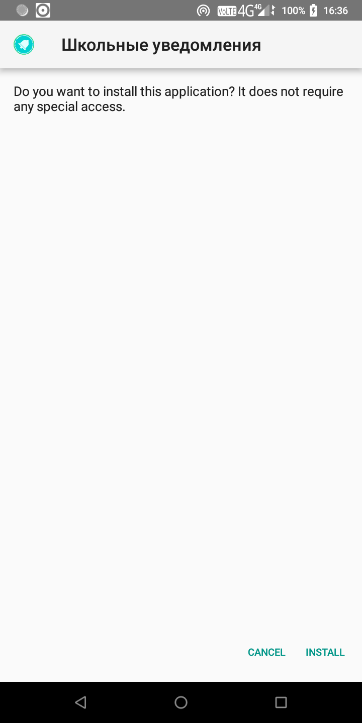 VoLTE 4G 4G 100% 16:36
Школьные уведомления
Do you want to install this application? It does not require
any special access.
CANCEL INSTALL